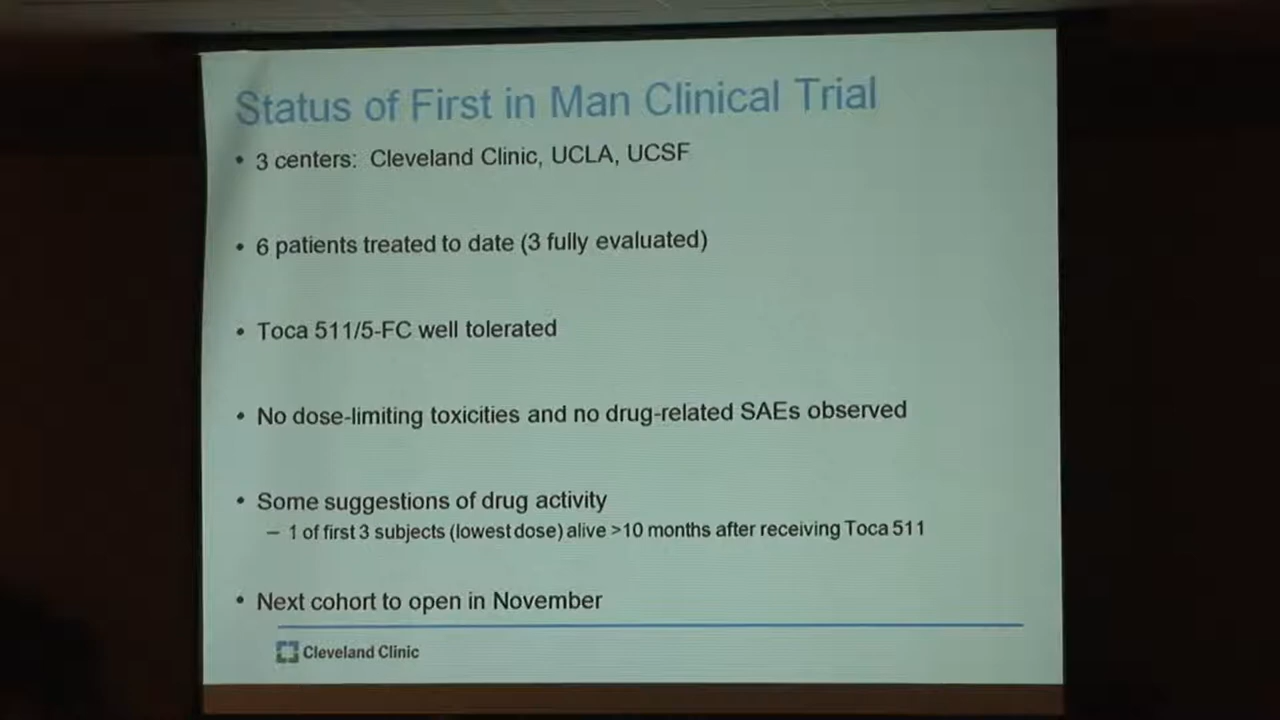 Status of First in Man Clinical Trial
• 3 centers: Cleveland Clinic, UCLA, UCSF
• 6 patients treated to date (3 fully evaluated)
• Toca 511/5-FC well tolerated
• No dose-limiting toxicities and no drug-related SAEs observed
• Some suggestions of drug activity
– 1 of first 3 subjects (lowest dose) alive >10 months after receiving Toca 511
• Next cohort to open in November
Cleveland Clinic